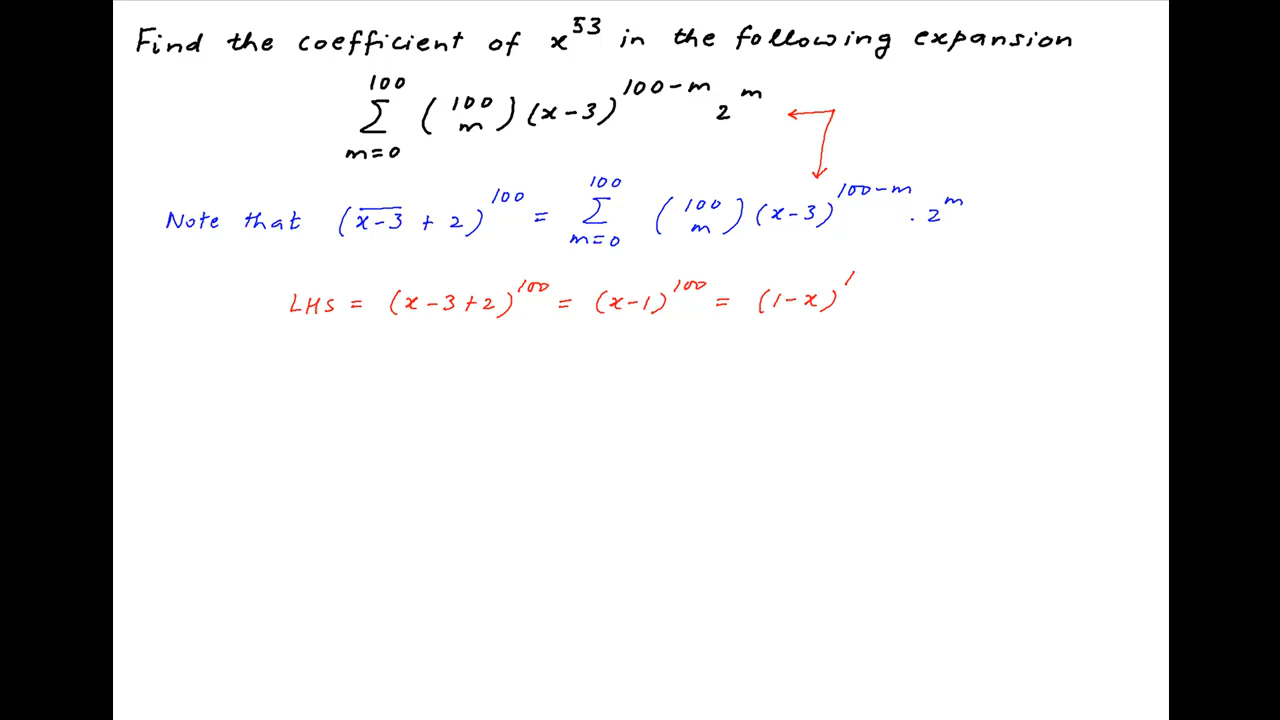 Find the coefficient of x^53 in the following expansion
∑_{m=0}^{100} (100 m) (x-3)^{100-m} 2^m
Note that (x̅-̅3̅ + 2)^100 = ∑_{m=0}^{100} (100 m) (x-3)^{100-m} . 2^m
LHS = (x-3+2)^100 = (x-1)^100 = (1-x)^1